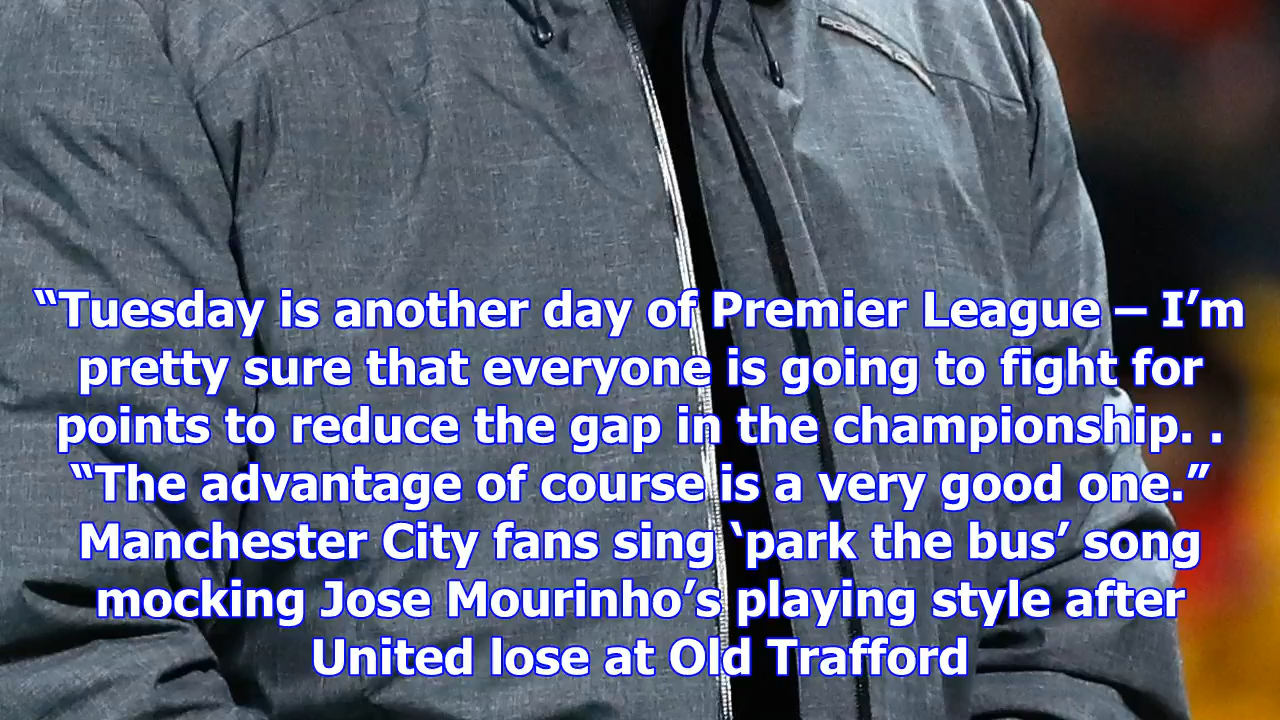 “Tuesday is another day of Premier League – I’m
pretty sure that everyone is going to fight for
points to reduce the gap in the championship. .
“The advantage of course is a very good one.”
Manchester City fans sing ‘park the bus’ song
mocking Jose Mourinho’s playing style after
United lose at Old Trafford